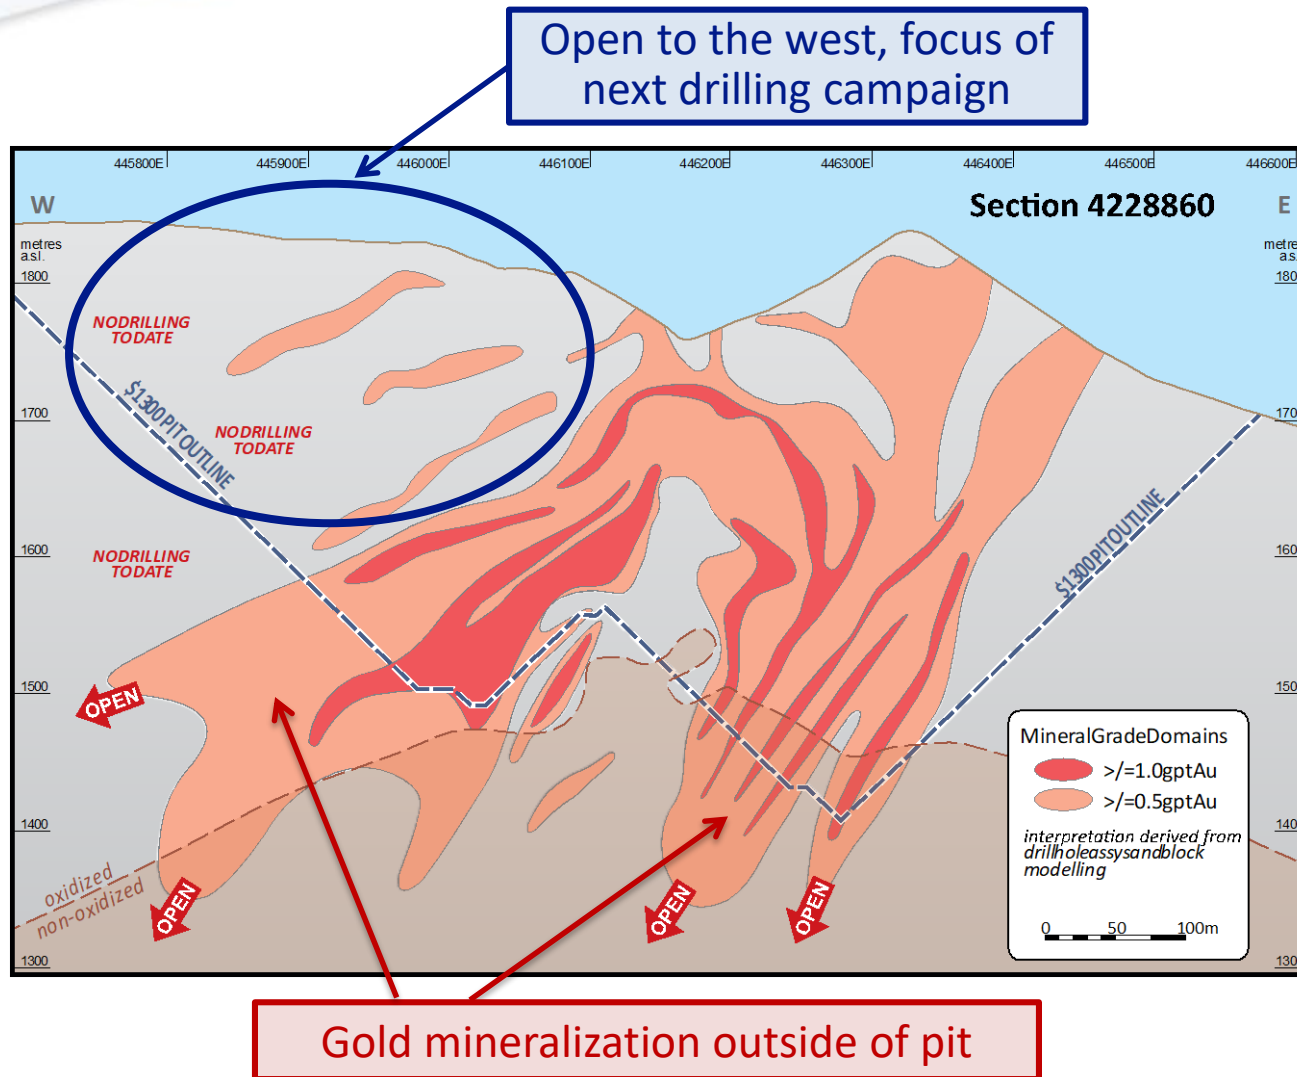 Open to the west, focus of
next drilling campaign
445800E
445900E
446000E
446100E
446200E
446300E
446400E
446500E
446600E
W
Section 4228860
E
metres
a.s.l.
metre
as
1800
180
NODRILLING
TODATE
$1300PITOUTLINE
1700
170
NODRILLING
TODATE
1600
160
NODRILLING
TODATE
$1300PITOUTLINE
1500
150
OPEN
MineralGradeDomains
>/=1.0gptAu
>/=0.5gptAu
interpretation derived from
drillholeassysandblock
modelling
0 50 100m
1400
140
oxidized
non-oxidized
OPEN
OPEN
OPEN
1300
130
Gold mineralization outside of pit